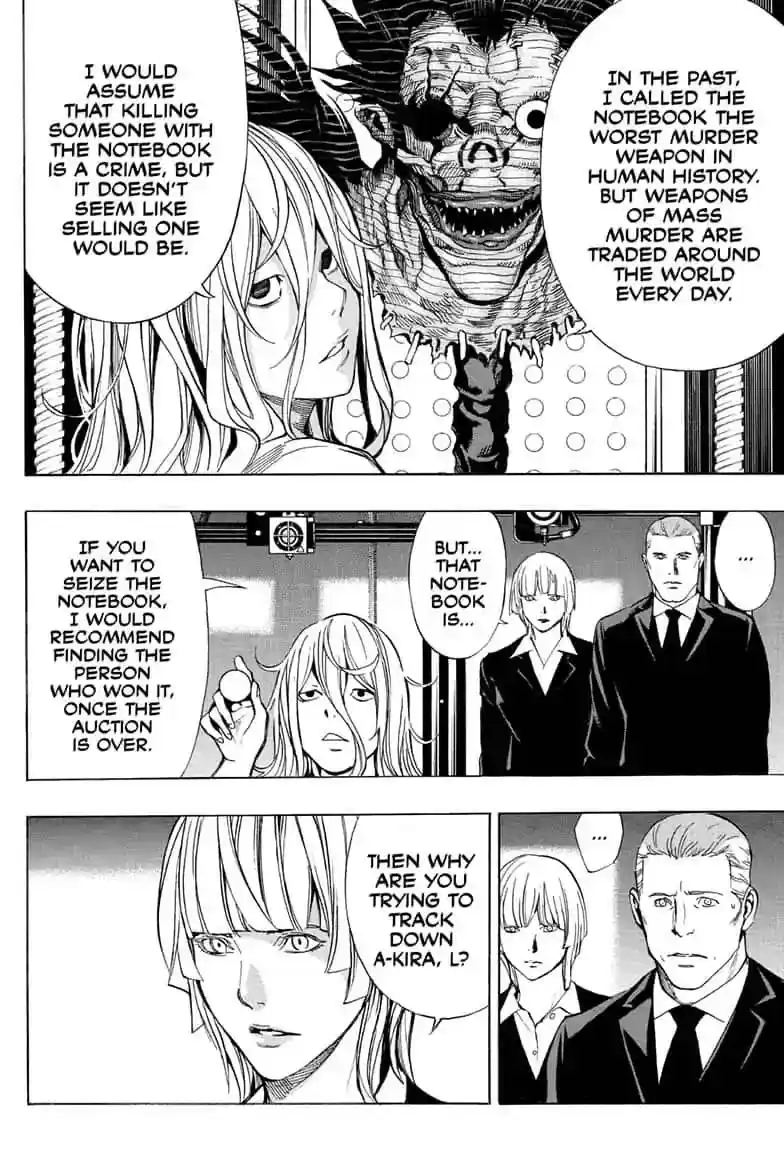 IN THE PAST,
I CALLED THE
NOTEBOOK THE
WORST MURDER
WEAPON IN
HUMAN HISTORY.
BUT WEAPONS
OF MASS
MURDER ARE
TRADED AROUND
THE WORLD
EVERY DAY.
I WOULD
ASSUME
THAT KILLING
SOMEONE WITH
THE NOTEBOOK
IS A CRIME, BUT
IT DOESN'T
SEEM LIKE
SELLING ONE
WOULD BE.
...
BUT...
THAT
NOTE-
BOOK
IS...
IF YOU
WANT TO
SEIZE THE
NOTEBOOK,
I WOULD
RECOMMEND
FINDING THE
PERSON
WHO WON IT,
ONCE THE
AUCTION
IS OVER.
...
THEN WHY
ARE YOU
TRYING TO
TRACK
DOWN
A-KIRA, L?